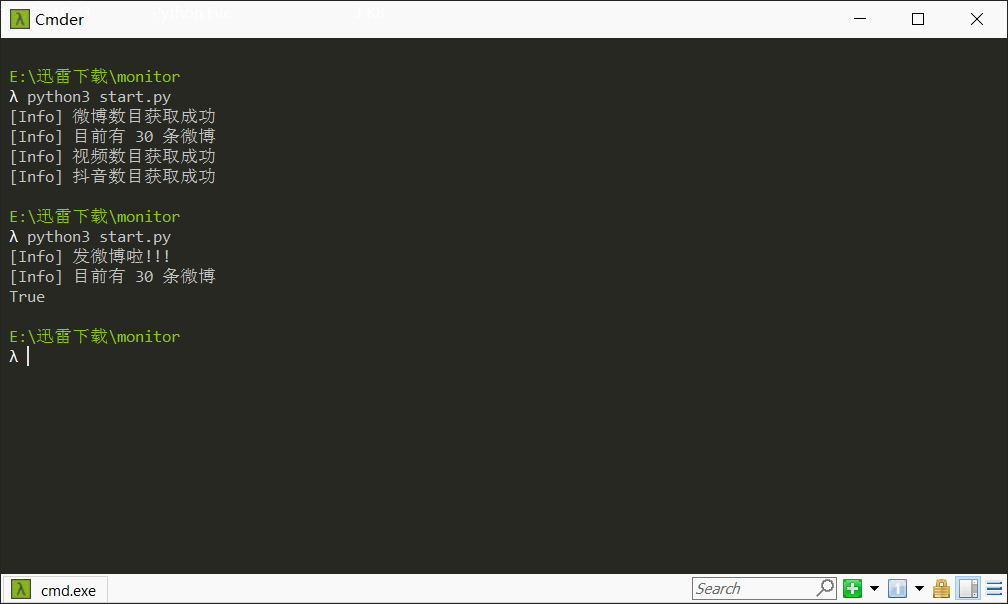 Cmder
E:\迅雷下载\monitor
λ python3 start.py
[Info] 微博数目获取成功
[Info] 目前有 30 条微博
[Info] 视频数目获取成功
[Info] 抖音数目获取成功
E:\迅雷下载\monitor
λ python3 start.py
[Info] 发微博啦!!!
[Info] 目前有 30 条微博
True
E:\迅雷下载\monitor
λ
cmd.exe
Search